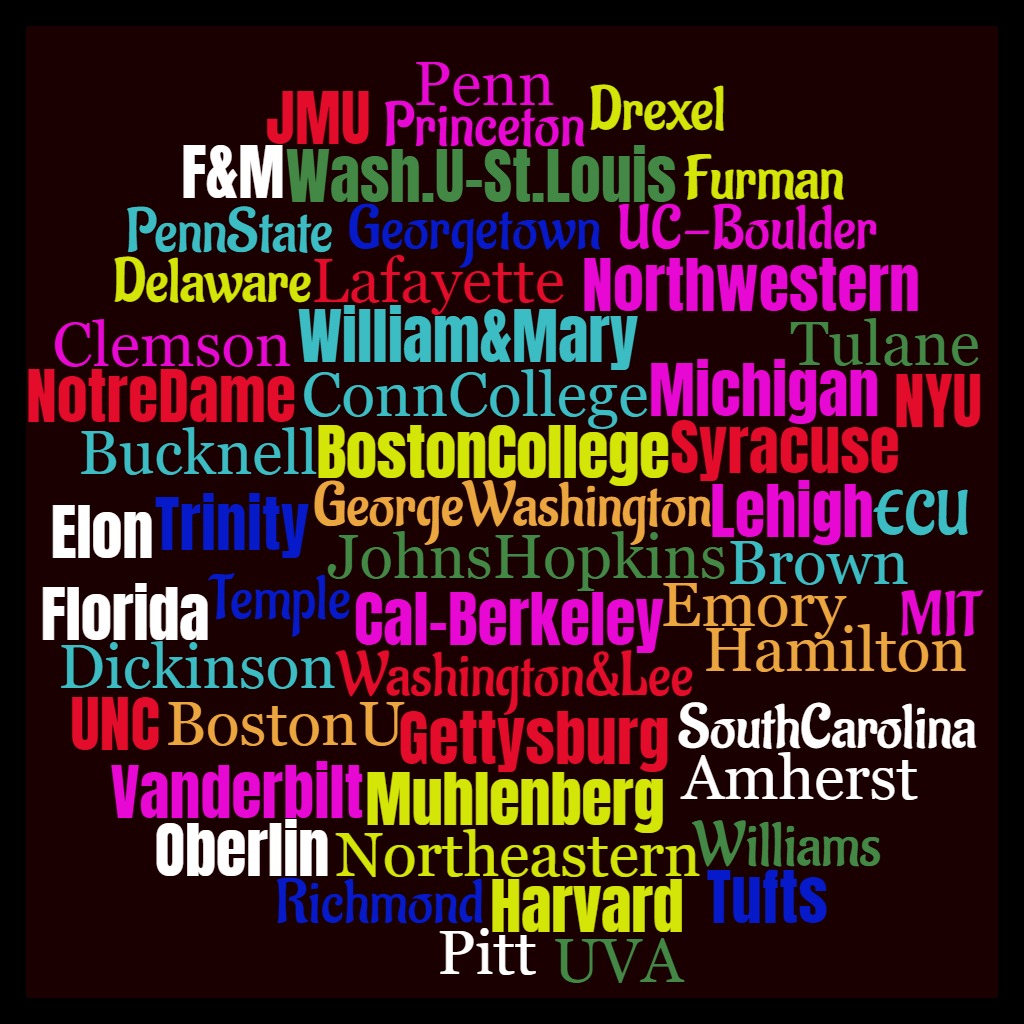 Penn
JMU Princeton Drexel
F&M Wash.U-St.Louis Furman
PennState Georgetown UC-Boulder
Delaware Lafayette Northwestern
Clemson William&Mary Tulane
NotreDame ConnCollege Michigan NYU
Bucknell BostonCollege Syracuse
Elon Trinity GeorgeWashington Lehigh ECU
JohnsHopkins Brown
Florida Temple Cal-Berkeley Emory MIT
Dickinson Washington&Lee Hamilton
UNC BostonU Gettysburg SouthCarolina
Vanderbilt Muhlenberg Amherst
Oberlin Northeastern Williams
Richmond Harvard Tufts
Pitt UVA